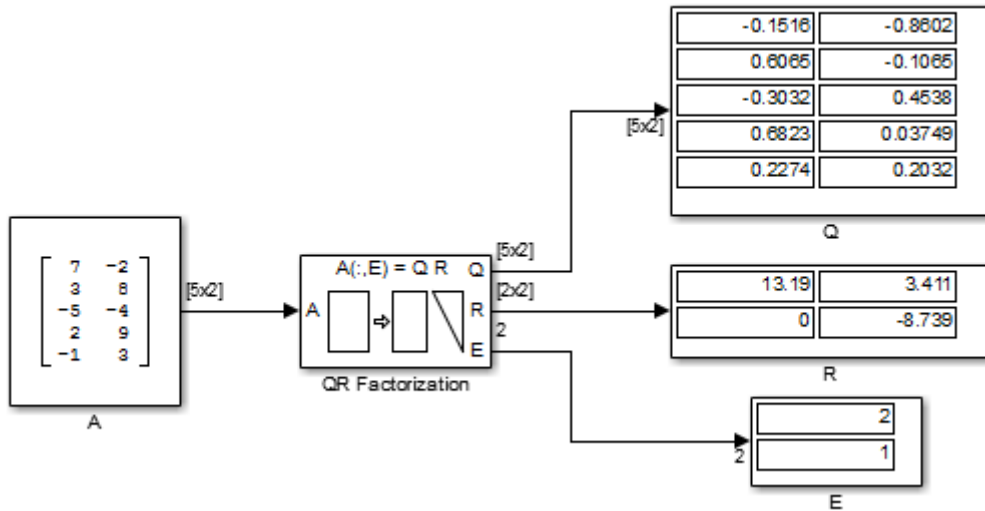 7 -2
3 8
-5 -4
2 9
-1 3
A
[5x2]
A(:,E) = Q R
A
Q
R
E
QR Factorization
[5x2]
[2x2]
2
[5x2]
-0.1516 -0.8602
0.6065 -0.1065
-0.3032 0.4538
0.6823 0.03749
0.2274 0.2032
Q
13.19 3.411
0 -8.739
R
2
2
1
E